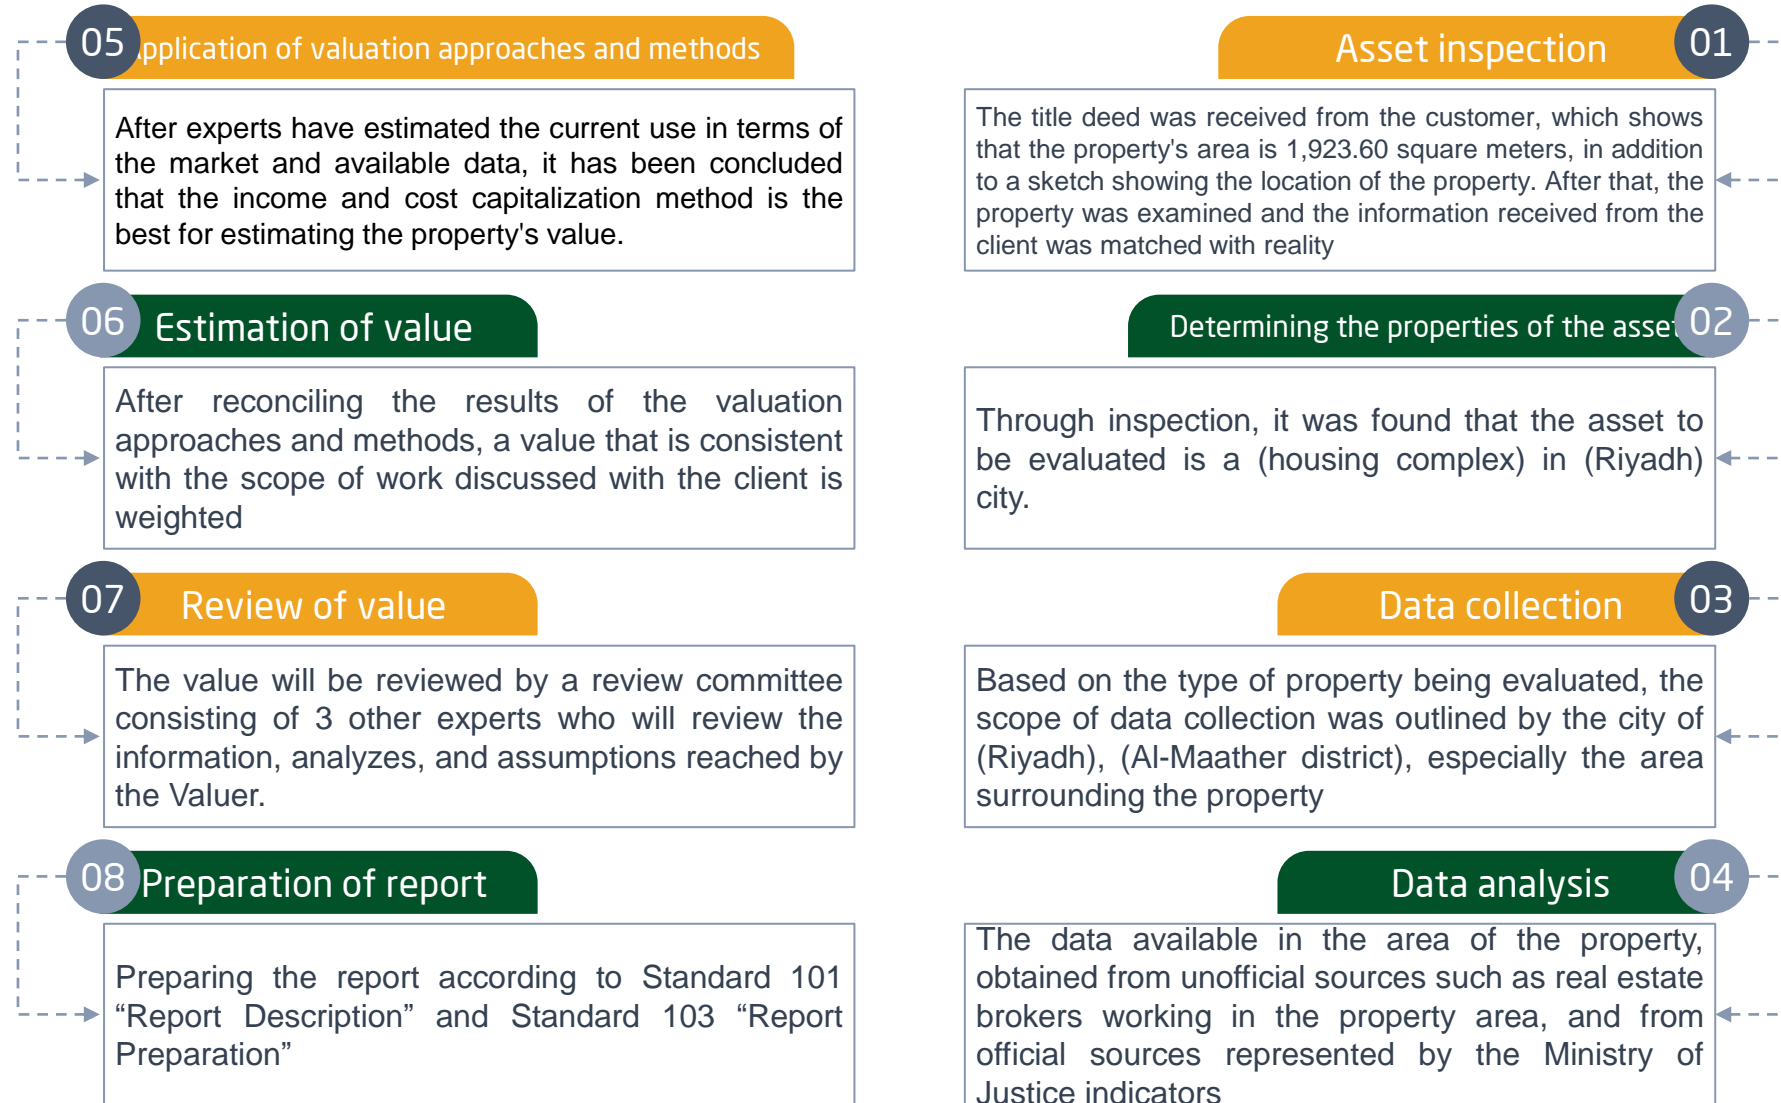 01
Asset inspection
The title deed was received from the customer, which shows
that the property's area is 1,923.60 square meters, in addition
to a sketch showing the location of the property. After that, the
property was examined and the information received from the
client was matched with reality
02
Determining the properties of the asset
Through inspection, it was found that the asset to
be evaluated is a (housing complex) in (Riyadh)
city.
03
Data collection
Based on the type of property being evaluated, the
scope of data collection was outlined by the city of
(Riyadh), (Al-Maather district), especially the area
surrounding the property
04
Data analysis
The data available in the area of the property,
obtained from unofficial sources such as real estate
brokers working in the property area, and from
official sources represented by the Ministry of
Justice indicators
05
pplication of valuation approaches and methods
After experts have estimated the current use in terms of
the market and available data, it has been concluded
that the income and cost capitalization method is the
best for estimating the property's value.
06
Estimation of value
After reconciling the results of the valuation
approaches and methods, a value that is consistent
with the scope of work discussed with the client is
weighted
07
Review of value
The value will be reviewed by a review committee
consisting of 3 other experts who will review the
information, analyzes, and assumptions reached by
the Valuer.
08
Preparation of report
Preparing the report according to Standard 101
“Report Description” and Standard 103 “Report
Preparation”